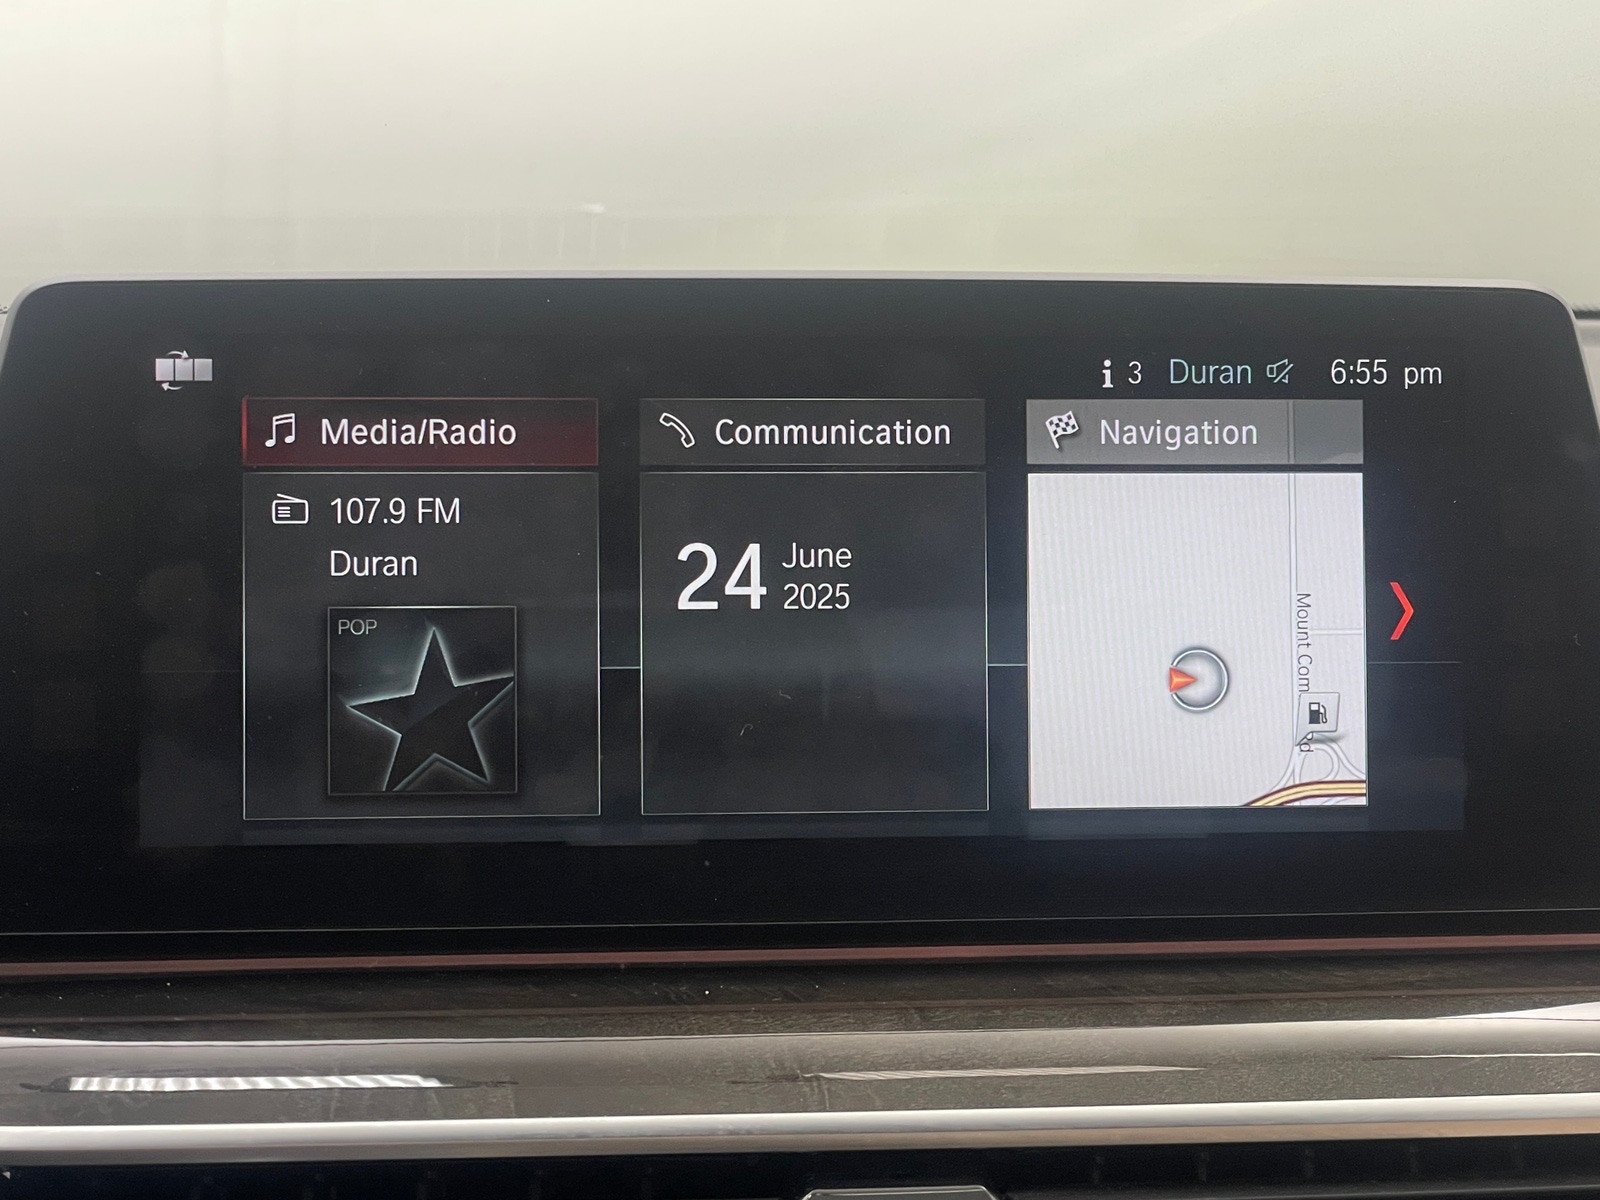 3 Duran 6:55 pm
Media/Radio
107.9 FM
Duran
POP
Communication
24 June
2025
Navigation
Mount Com
Rd